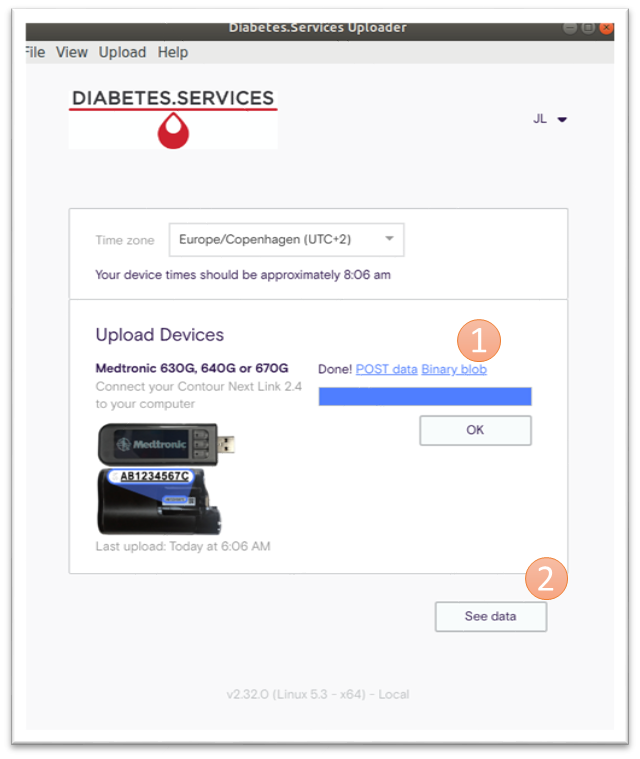 Diabetes.Services Uploader
File View Upload Help
DIABETES.SERVICES
JL
Time zone Europe/Copenhagen (UTC+2)
Your device times should be approximately 8:06 am
Upload Devices
1
Medtronic 630G, 640G or 670G
Connect your Contour Next Link 2.4
to your computer
Done! POST data Binary blob
OK
Medtronic
AB1234567C
Last upload: Today at 6:06 AM
2
See data
v2.32.0 (Linux 5.3 - x64) - Local